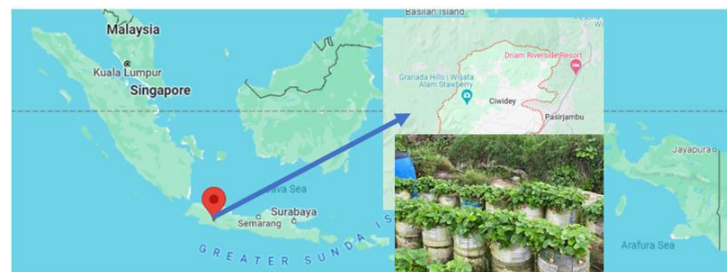 Malaysia
Kuala Lumpur
Singapore
Basilan Island
Driam Riverside Resort
Granada Hills | Wisata
Alam Stawberry
Ciwidey
Pasirjambu
Java Sea
Semarang
Surabaya
GREATER SUNDA IS
Jayapura
Arafura Sea